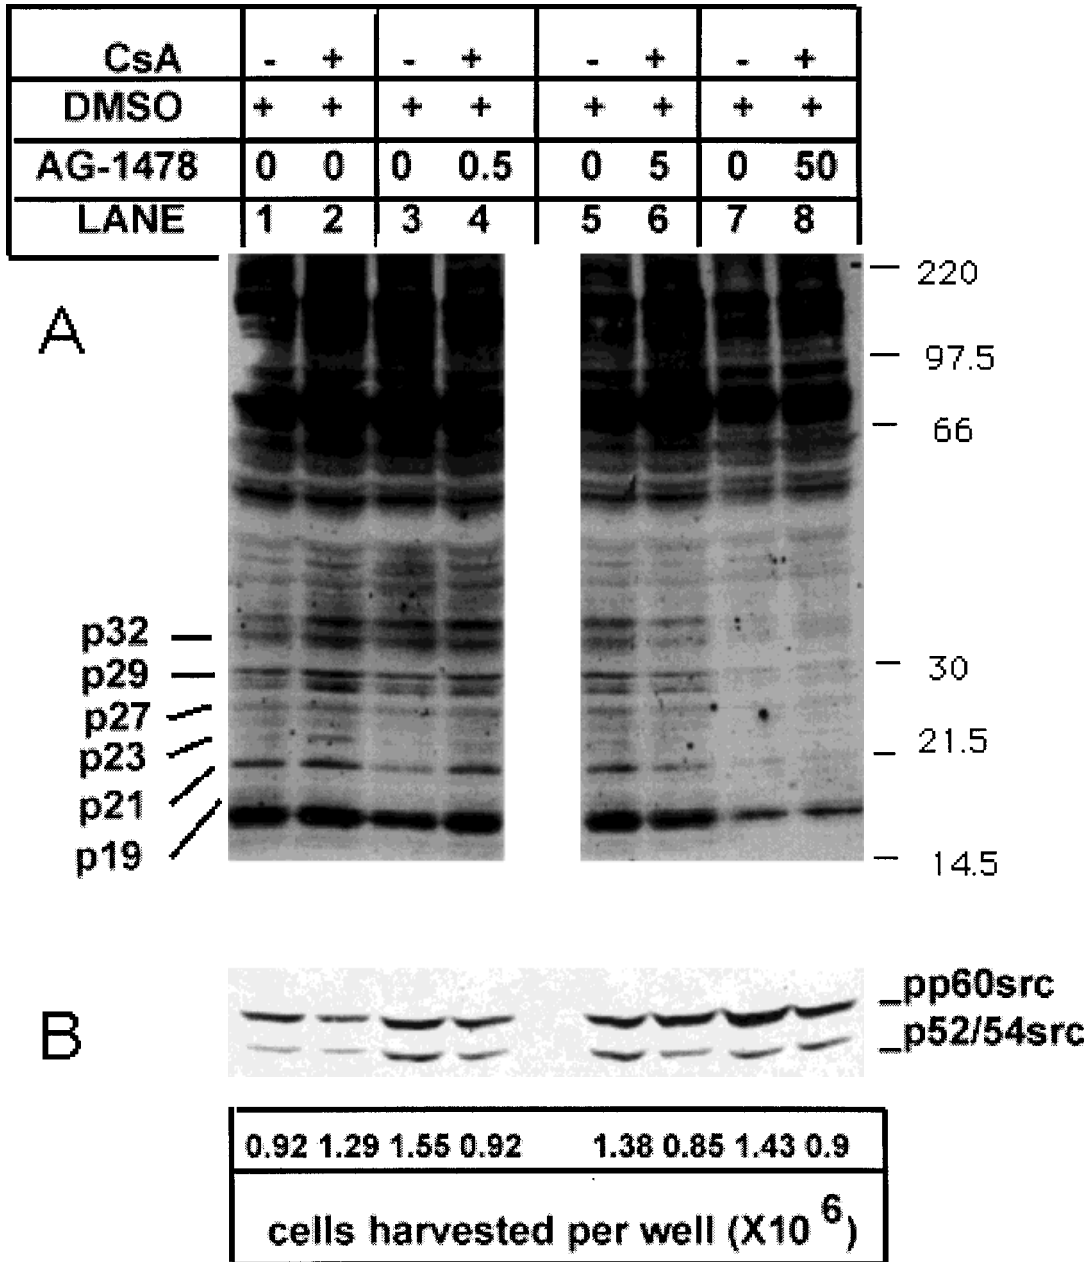 CsA - + - + - + - +
DMSO + + + + + + + +
AG-1478 0 0 0 0.5 0 5 0 50
LANE 1 2 3 4 5 6 7 8
A
220
97.5
66
p32
p29
30
p27
p23
21.5
p21
p19
14.5
B
pp60src
p52/54src
0.92 1.29 1.55 0.92 1.38 0.85 1.43 0.9
cells harvested per well (X10 6)